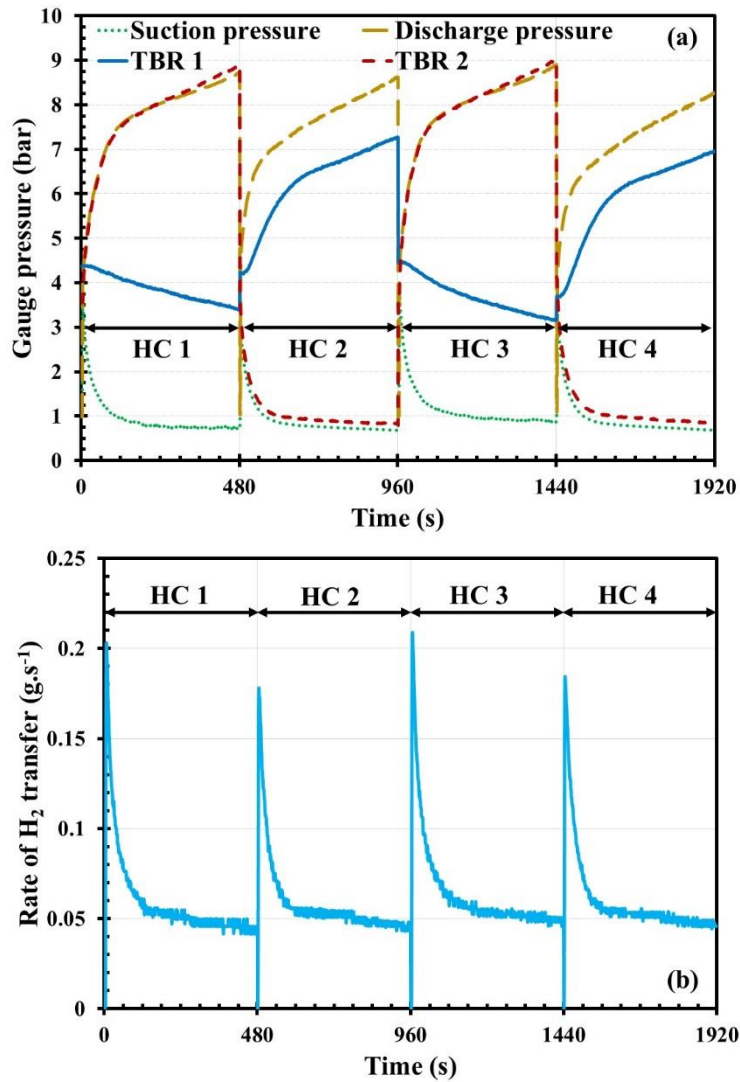 Suction pressure Discharge pressure (a)
TBR 1 TBR 2
10
9
8
7
6
5
4
3
2
1
0
Gauge pressure (bar)
HC 1 HC 2 HC 3 HC 4
0 480 960 1440 1920
Time (s)
0.25
0.2
0.15
0.1
0.05
0
Rate of H₂ transfer (g.s⁻¹)
HC 1 HC 2 HC 3 HC 4
(b)
0 480 960 1440 1920
Time (s)